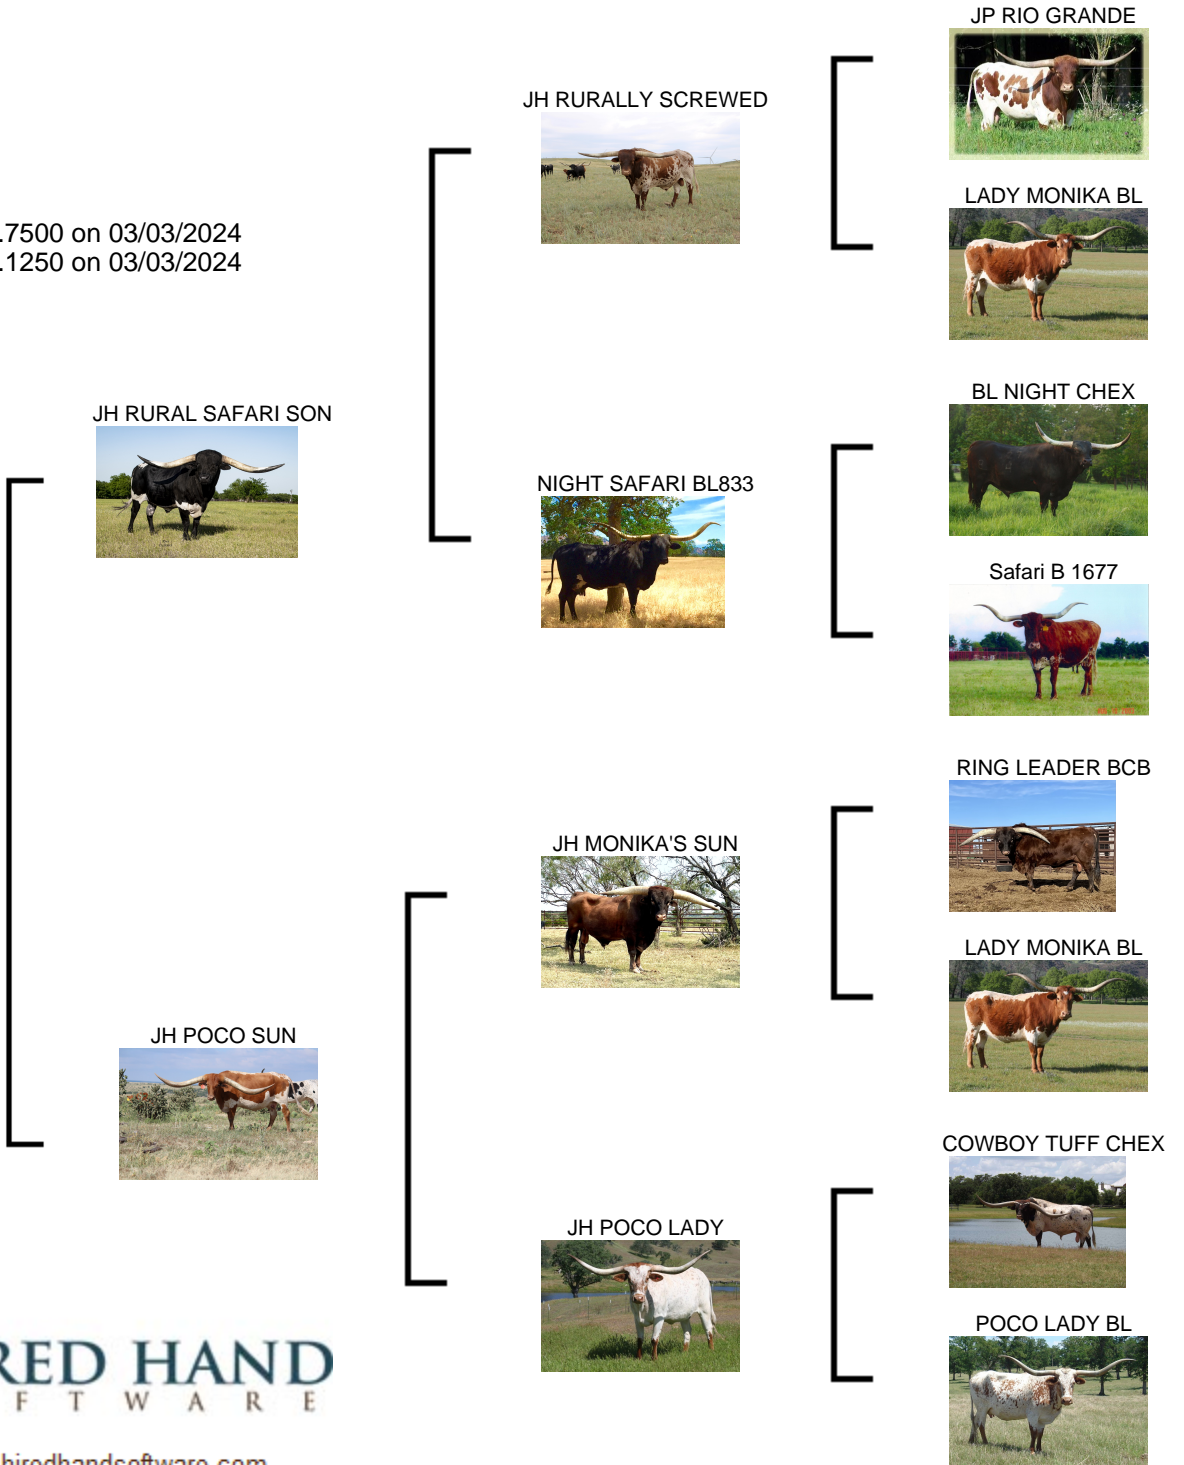 JP RIO GRANDE
JH RURALLY SCREWED
LADY MONIKA BL
.7500 on 03/03/2024
.1250 on 03/03/2024
BL NIGHT CHEX
JH RURAL SAFARI SON
NIGHT SAFARI BL833
Safari B 1677
RING LEADER BCB
JH MONIKA'S SUN
LADY MONIKA BL
JH POCO SUN
COWBOY TUFF CHEX
JH POCO LADY
POCO LADY BL
RED HAND
F T W A R E
hiredhandsoftware.com